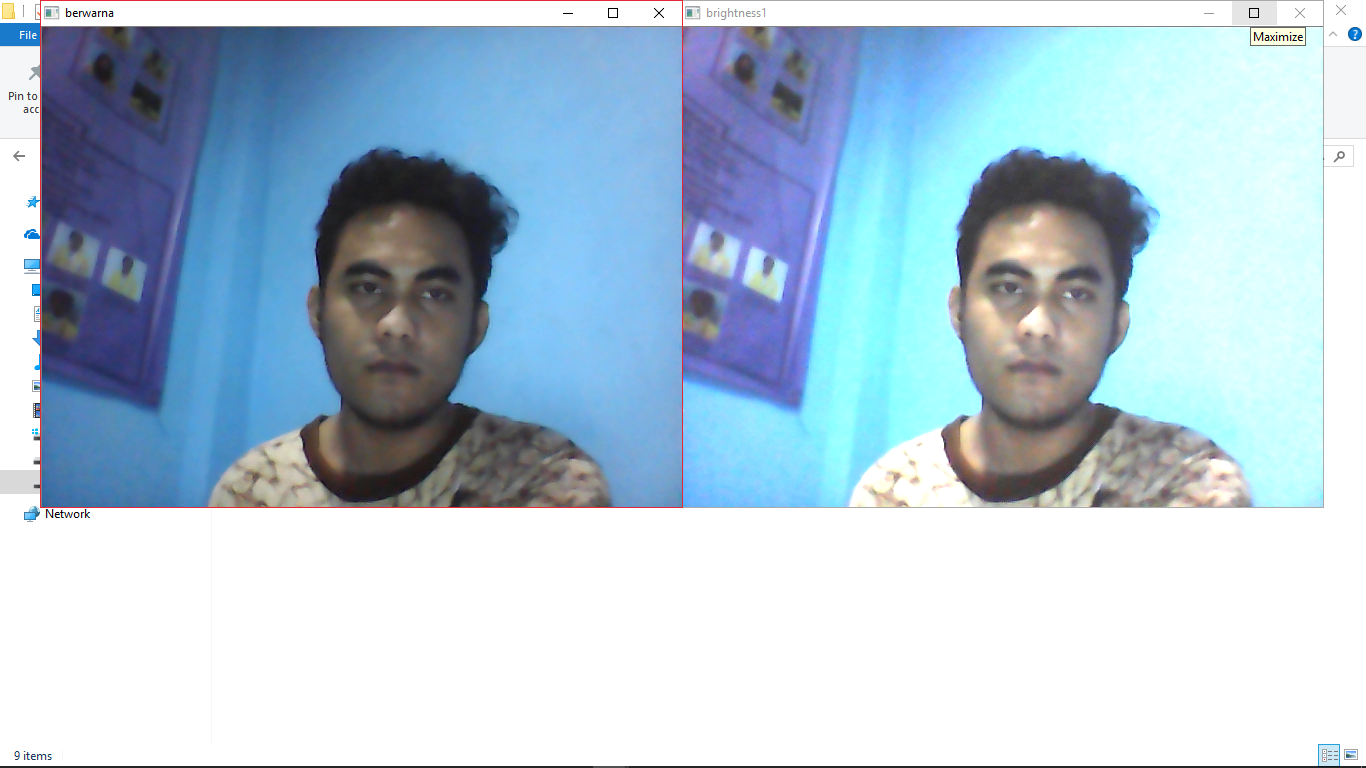 berwarna
brightness1
File
Maximize
Pin to
acc
Network
9 items